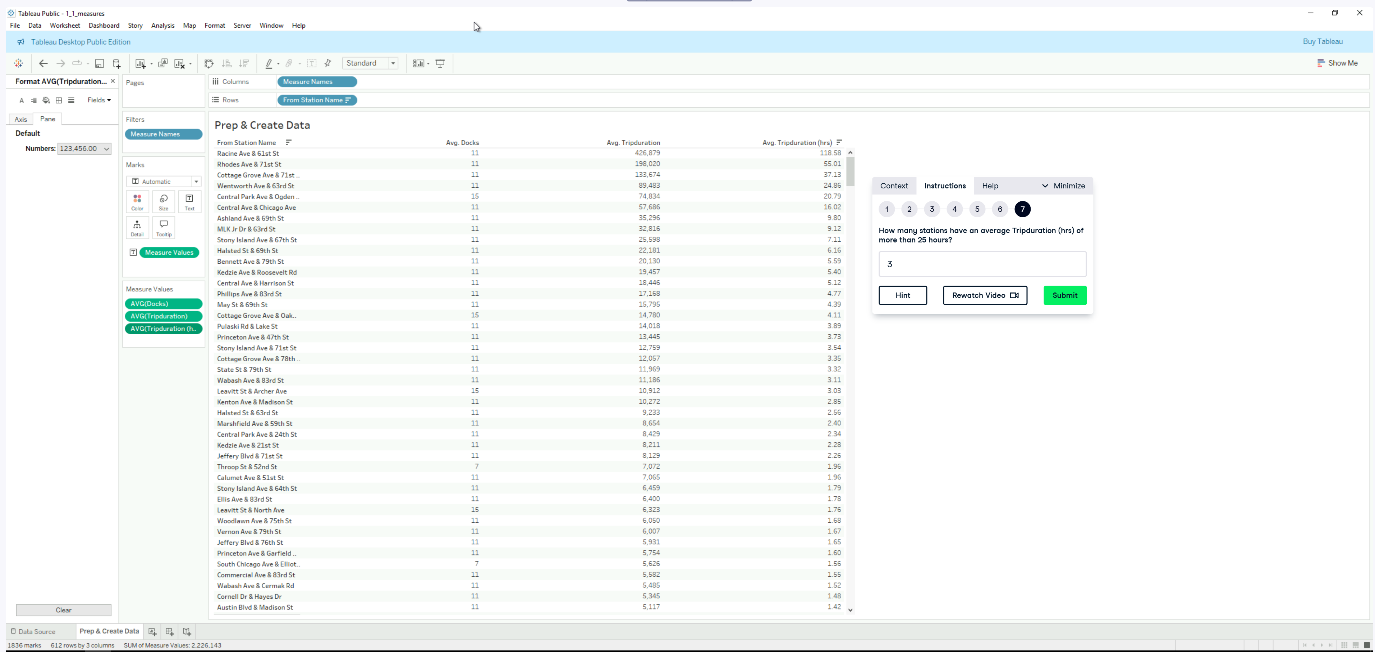 Tableau Public - 1_1_measures
File Data Worksheet Dashboard Story Analysis Map Format Server Window Help
Tableau Desktop Public Edition Buy Tableau
Standard Show Me
Format AVG(Tripduration... × Pages Columns Measure Names
Fields Rows From Station Name
Axis Pane Filters
Default Measure Names
Numbers: 123,456.00
Marks
Automatic
Color Size Text
Detail Tooltip
Measure Values
Measure Values
AVG(Docks)
AVG(Tripduration)
AVG(Tripduration (h..
Clear
Prep & Create Data
From Station Name Avg. Docks Avg. Tripduration Avg. Tripduration (hrs)
Racine Ave & 61st St 11 426,879 118.58
Rhodes Ave & 71st St 11 198,020 55.01
Cottage Grove Ave & 71st .. 11 133,674 37.13
Wentworth Ave & 63rd St 11 89,483 24.86
Central Park Ave & Ogden .. 15 74,834 20.79
Central Ave & Chicago Ave 11 57,686 16.02
Ashland Ave & 69th St 11 35,296 9.80
MLK Jr Dr & 63rd St 11 32,816 9.12
Stony Island Ave & 67th St 11 25,598 7.11
Halsted St & 69th St 11 22,181 6.16
Bennett Ave & 79th St 11 20,130 5.59
Kedzie Ave & Roosevelt Rd 11 19,457 5.40
Central Ave & Harrison St 11 18,446 5.12
Phillips Ave & 83rd St 11 17,168 4.77
May St & 69th St 11 15,795 4.39
Cottage Grove Ave & Oak.. 15 14,780 4.11
Pulaski Rd & Lake St 11 14,018 3.89
Princeton Ave & 47th St 11 13,445 3.73
Stony Island Ave & 71st St 11 12,759 3.54
Cottage Grove Ave & 78th .. 11 12,057 3.35
State St & 79th St 11 11,969 3.32
Wabash Ave & 83rd St 11 11,186 3.11
Leavitt St & Archer Ave 15 10,912 3.03
Kenton Ave & Madison St 11 10,272 2.85
Halsted St & 63rd St 11 9,233 2.56
Marshfield Ave & 59th St 11 8,654 2.40
Central Park Ave & 24th St 11 8,429 2.34
Kedzie Ave & 21st St 11 8,211 2.28
Jeffery Blvd & 71st St 11 8,129 2.26
Throop St & 52nd St 7 7,072 1.96
Calumet Ave & 51st St 11 7,065 1.96
Stony Island Ave & 64th St 11 6,459 1.79
Ellis Ave & 83rd St 11 6,400 1.78
Leavitt St & North Ave 15 6,323 1.76
Woodlawn Ave & 75th St 11 6,050 1.68
Vernon Ave & 79th St 11 6,007 1.67
Jeffery Blvd & 76th St 11 5,931 1.65
Princeton Ave & Garfield .. 11 5,754 1.60
South Chicago Ave & Elliot.. 7 5,626 1.56
Commercial Ave & 83rd St 11 5,582 1.55
Wabash Ave & Cermak Rd 11 5,485 1.52
Cornell Dr & Hayes Dr 11 5,345 1.48
Austin Blvd & Madison St 11 5,117 1.42
Context Instructions Help Minimize
1 2 3 4 5 6 7
How many stations have an average Tripduration (hrs) of
more than 25 hours?
3
Hint Rewatch Video Submit
Data Source Prep & Create Data
1836 marks 612 rows by 3 columns SUM of Measure Values: 2,226,143